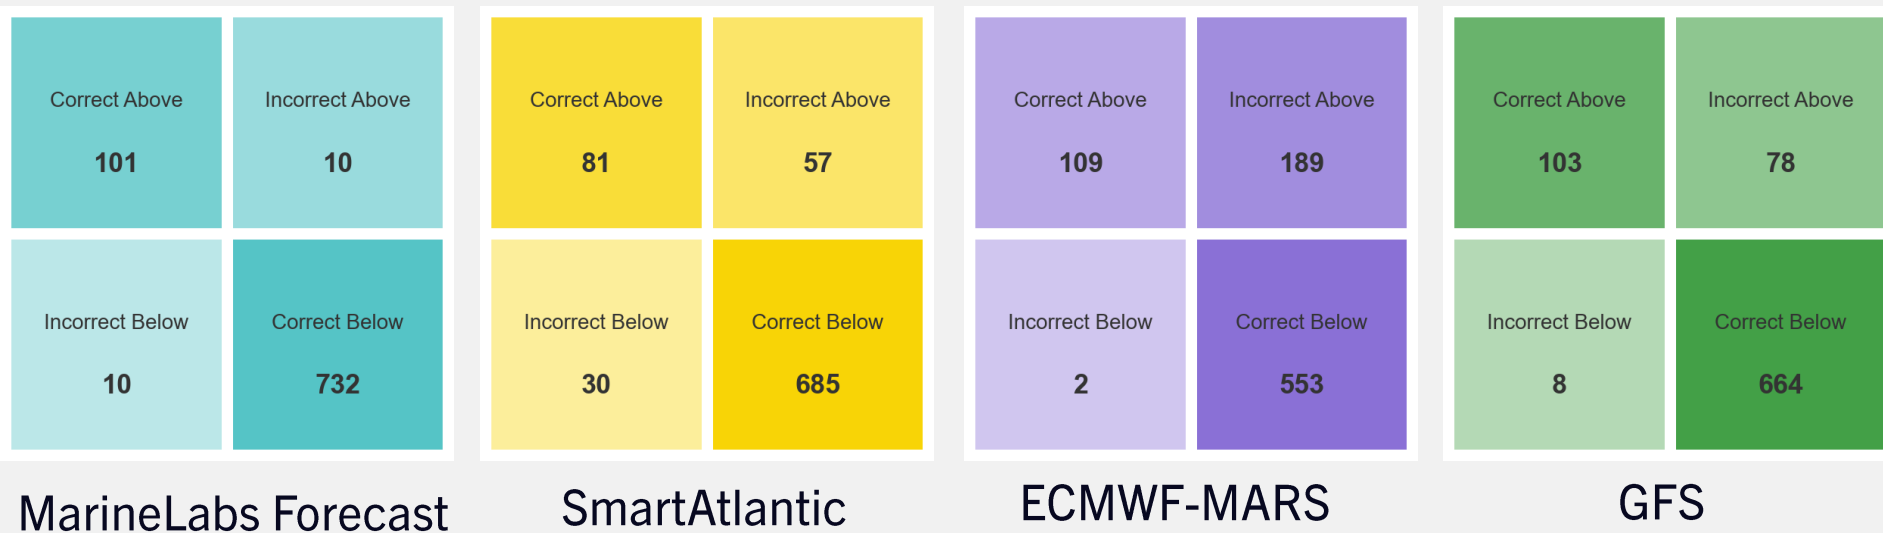 Correct Above
101
Incorrect Above
10
Incorrect Below
10
Correct Below
732
MarineLabs Forecast
Correct Above
81
Incorrect Above
57
Incorrect Below
30
Correct Below
685
SmartAtlantic
Correct Above
109
Incorrect Above
189
Incorrect Below
2
Correct Below
553
ECMWF-MARS
Correct Above
103
Incorrect Above
78
Incorrect Below
8
Correct Below
664
GFS